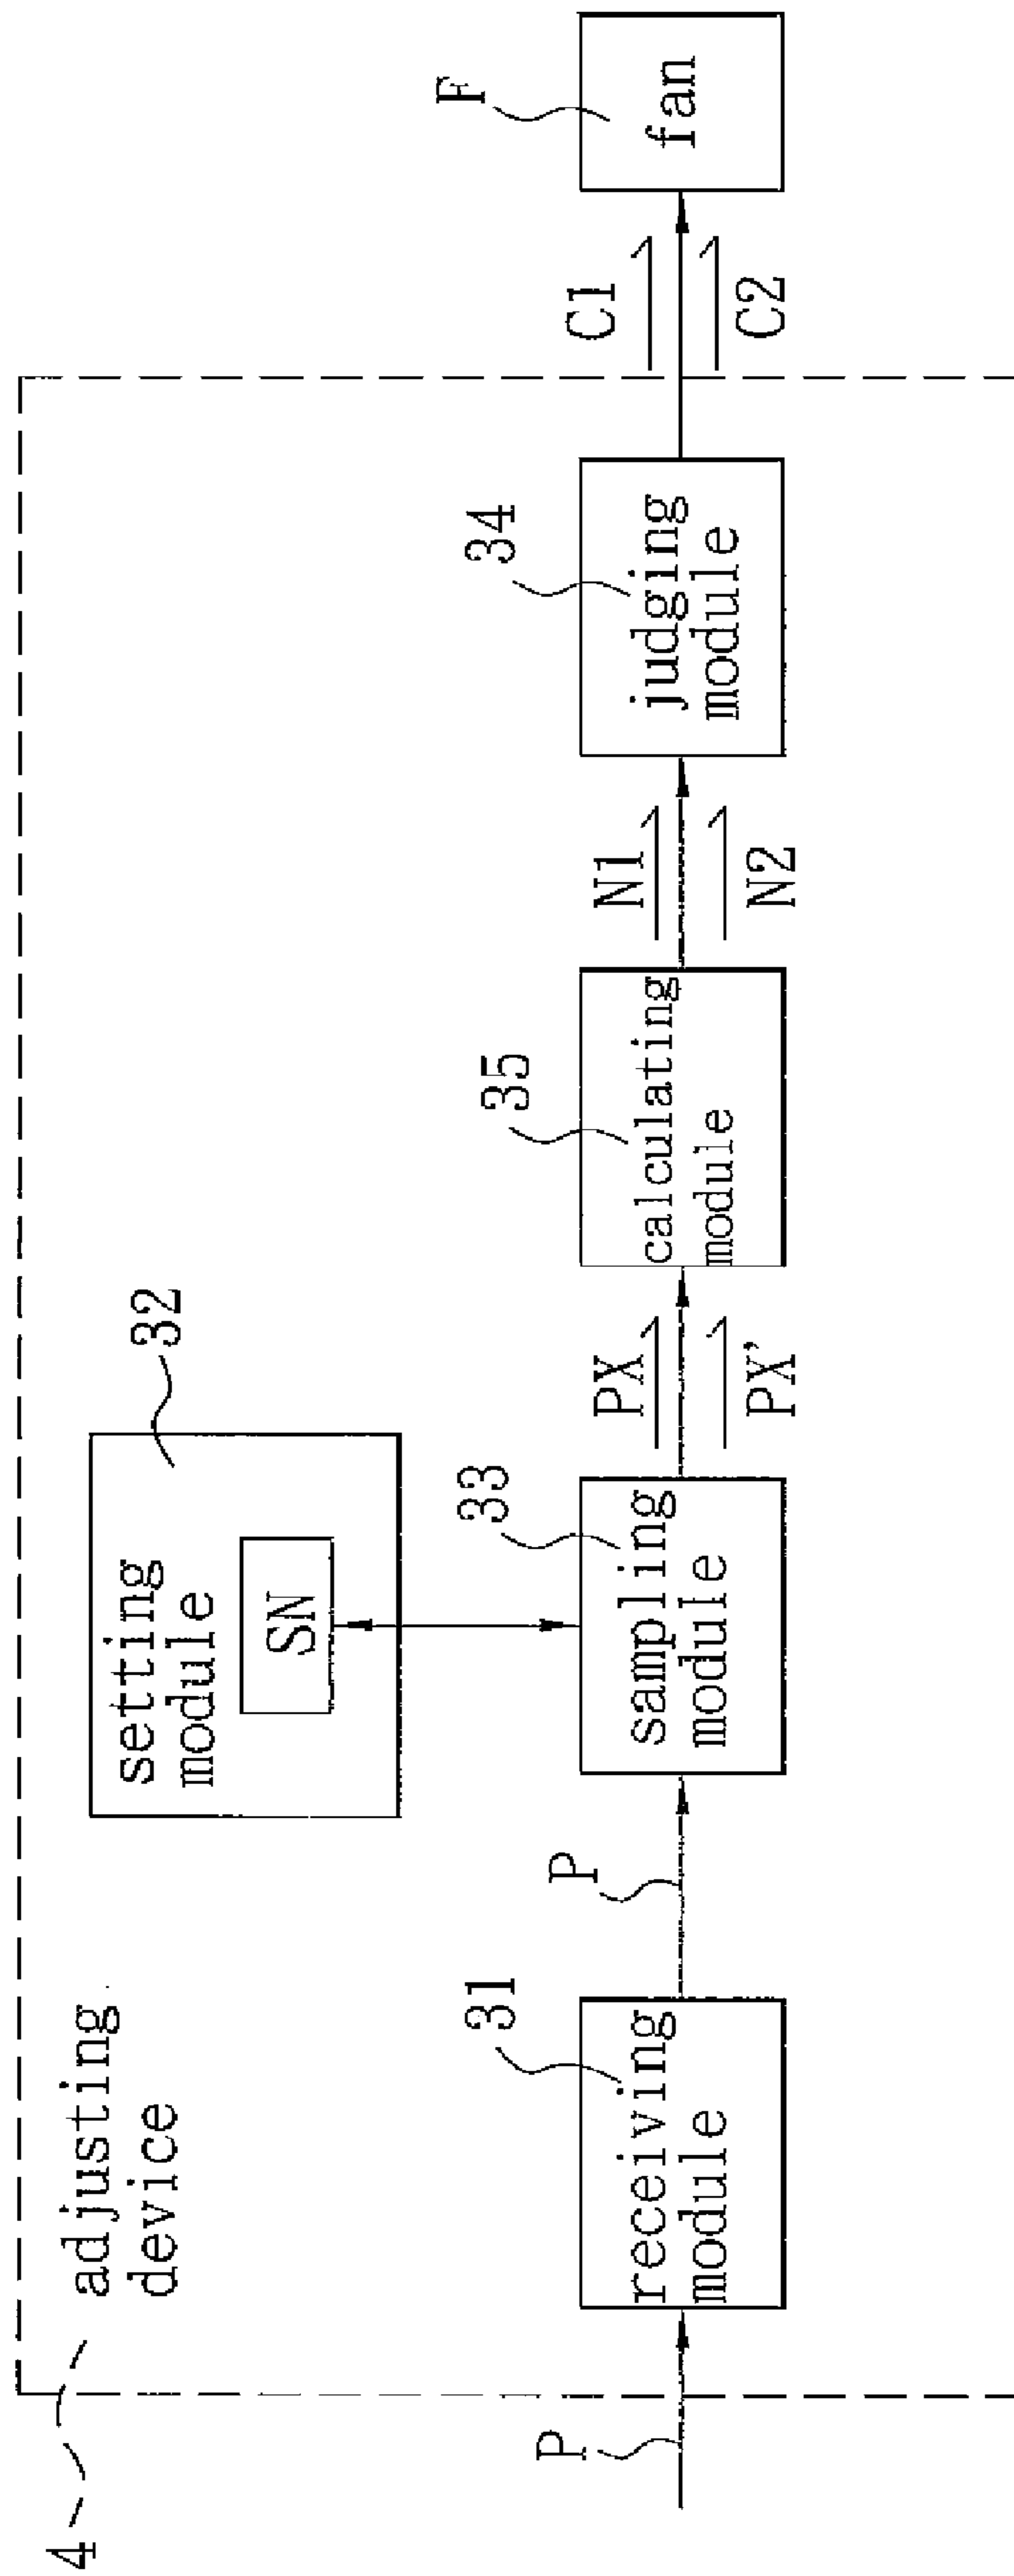 4
adjusting
device
setting
module
SN
32
P
31
receiving
module
P
33
sampling
module
PX
PX'
35
calculating
module
N1
N2
34
judging
module
C1
C2
F
fan